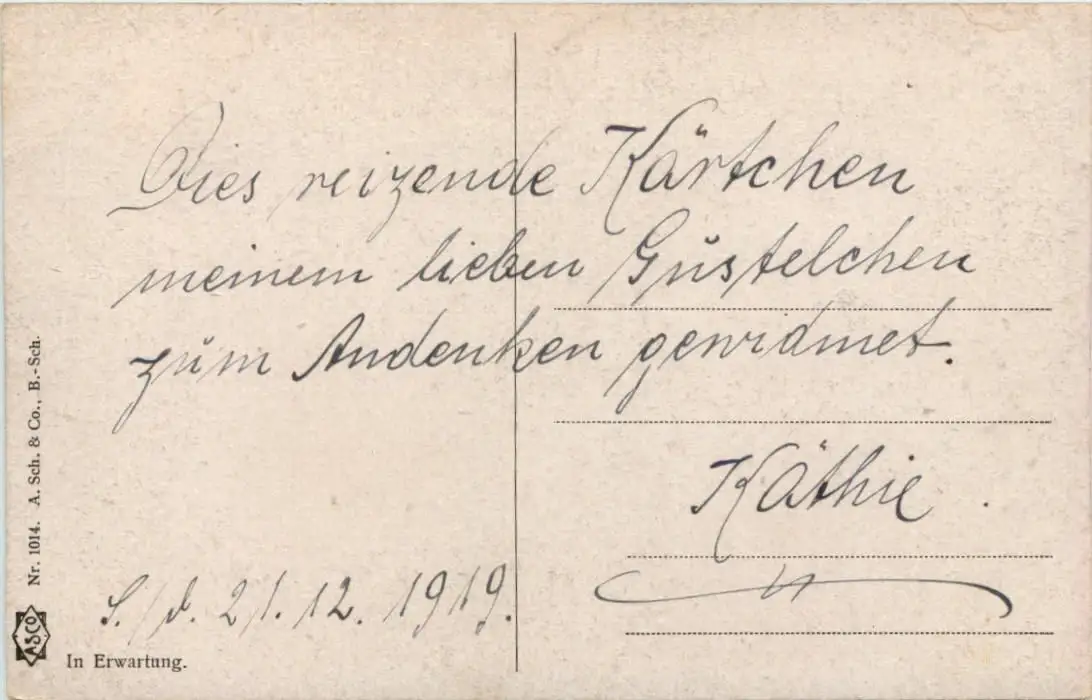 Dies reizende Kärtchen
meinem lieben Gustelchen
zum Andenken gewidmet.
Käthie.
S./d. 21.12.1919.
In Erwartung.
Nr. 1014. A. Sch. & Co., B.-Sch.
ASCO